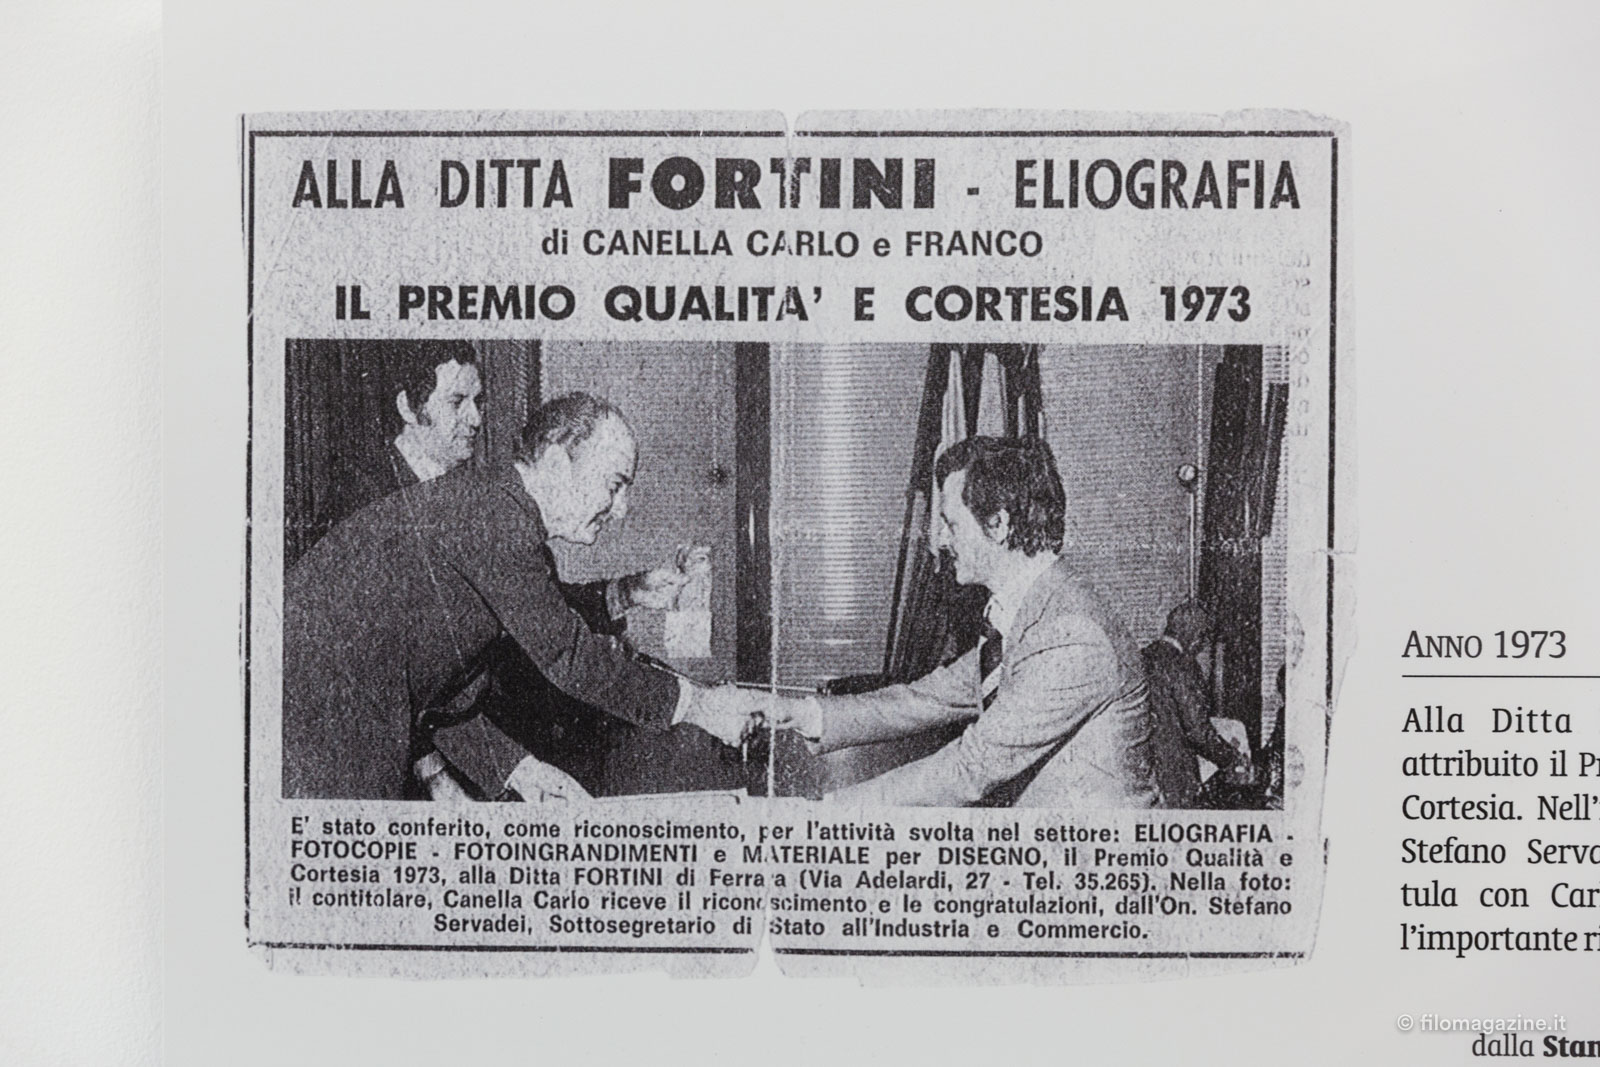 ALLA DITTA FORTINI - ELIOGRAFIA
di CANELLA CARLO e FRANCO
IL PREMIO QUALITA' E CORTESIA 1973
E' stato conferito, come riconoscimento, per l'attività svolta nel settore: ELIOGRAFIA -
FOTOCOPIE - FOTOINGRANDIMENTI e MATERIALE per DISEGNO, il Premio Qualità e
Cortesia 1973, alla Ditta FORTINI di Ferrara (Via Adelardi, 27 - Tel. 35.265). Nella foto:
il contitolare, Canella Carlo riceve il riconoscimento e le congratulazioni, dall'On. Stefano
Servadei, Sottosegretario di Stato all'Industria e Commercio.
ANNO 1973
Alla Ditta
attribuito il
Cortesia. Nell'
Stefano
tula con
l'importante
© filomagazine.it
dalla